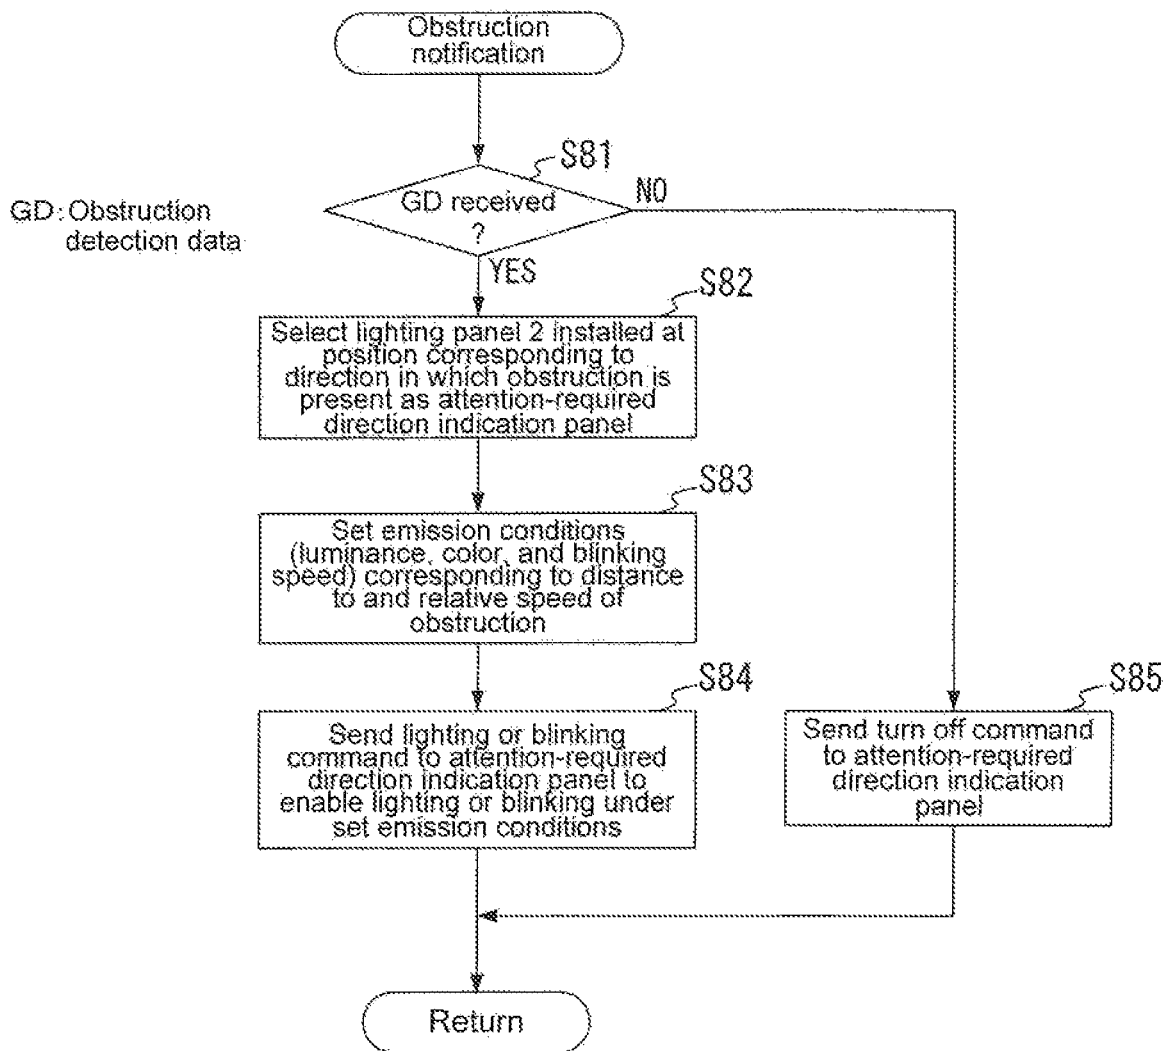 Obstruction
notification
S81
GD received
?
NO
GD:Obstruction
detection data
YES
S82
Select lighting panel 2 installed at
position corresponding to
direction in which obstruction is
present as attention-required
direction indication panel
S83
Set emission conditions
(luminance, color, and blinking
speed) corresponding to distance
to and relative speed of
obstruction
S84
Send lighting or blinking
command to attention-required
direction indication panel to
enable lighting or blinking under
set emission conditions
S85
Send turn off command
to attention-required
direction indication
panel
Return